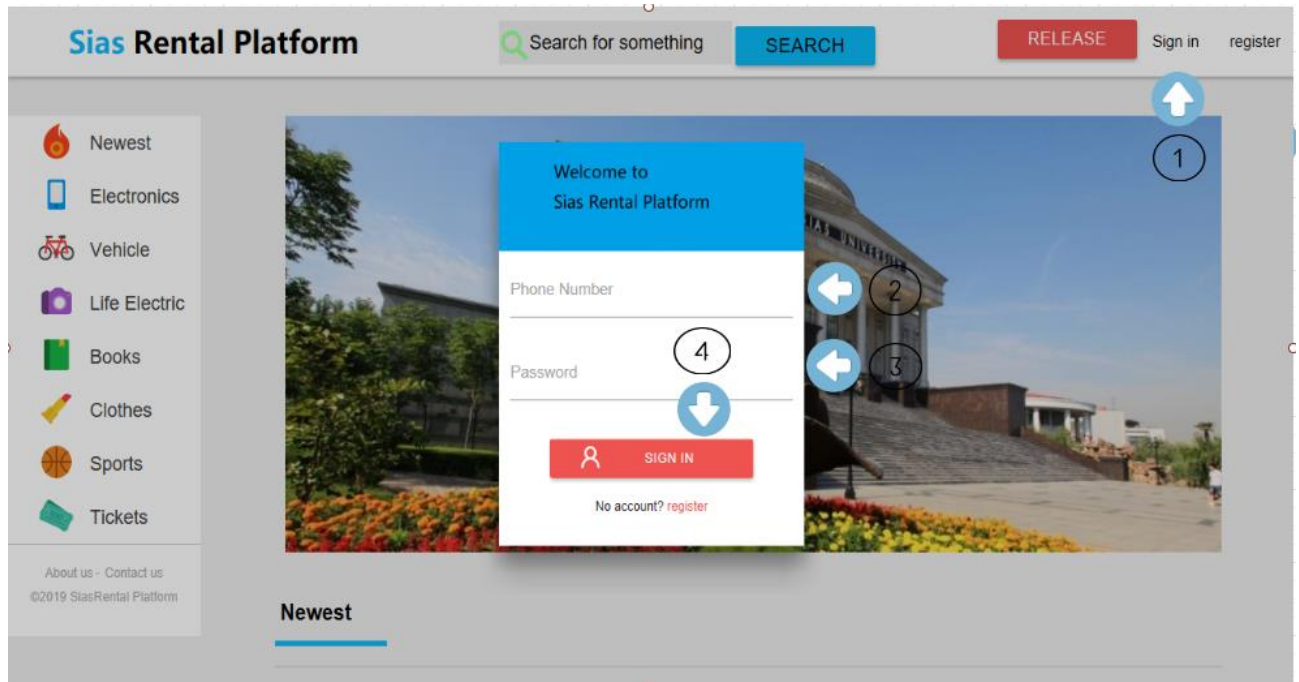 Sias Rental Platform
Search for something
SEARCH
RELEASE
Sign in
register
1
Newest
Electronics
Vehicle
Life Electric
Books
Clothes
Sports
Tickets
About us - Contact us
©2019 SiasRental Platform
Welcome to
Sias Rental Platform
SIAS UNIVERSITY
Phone Number
2
4
Password
3
SIGN IN
No account? register
Newest